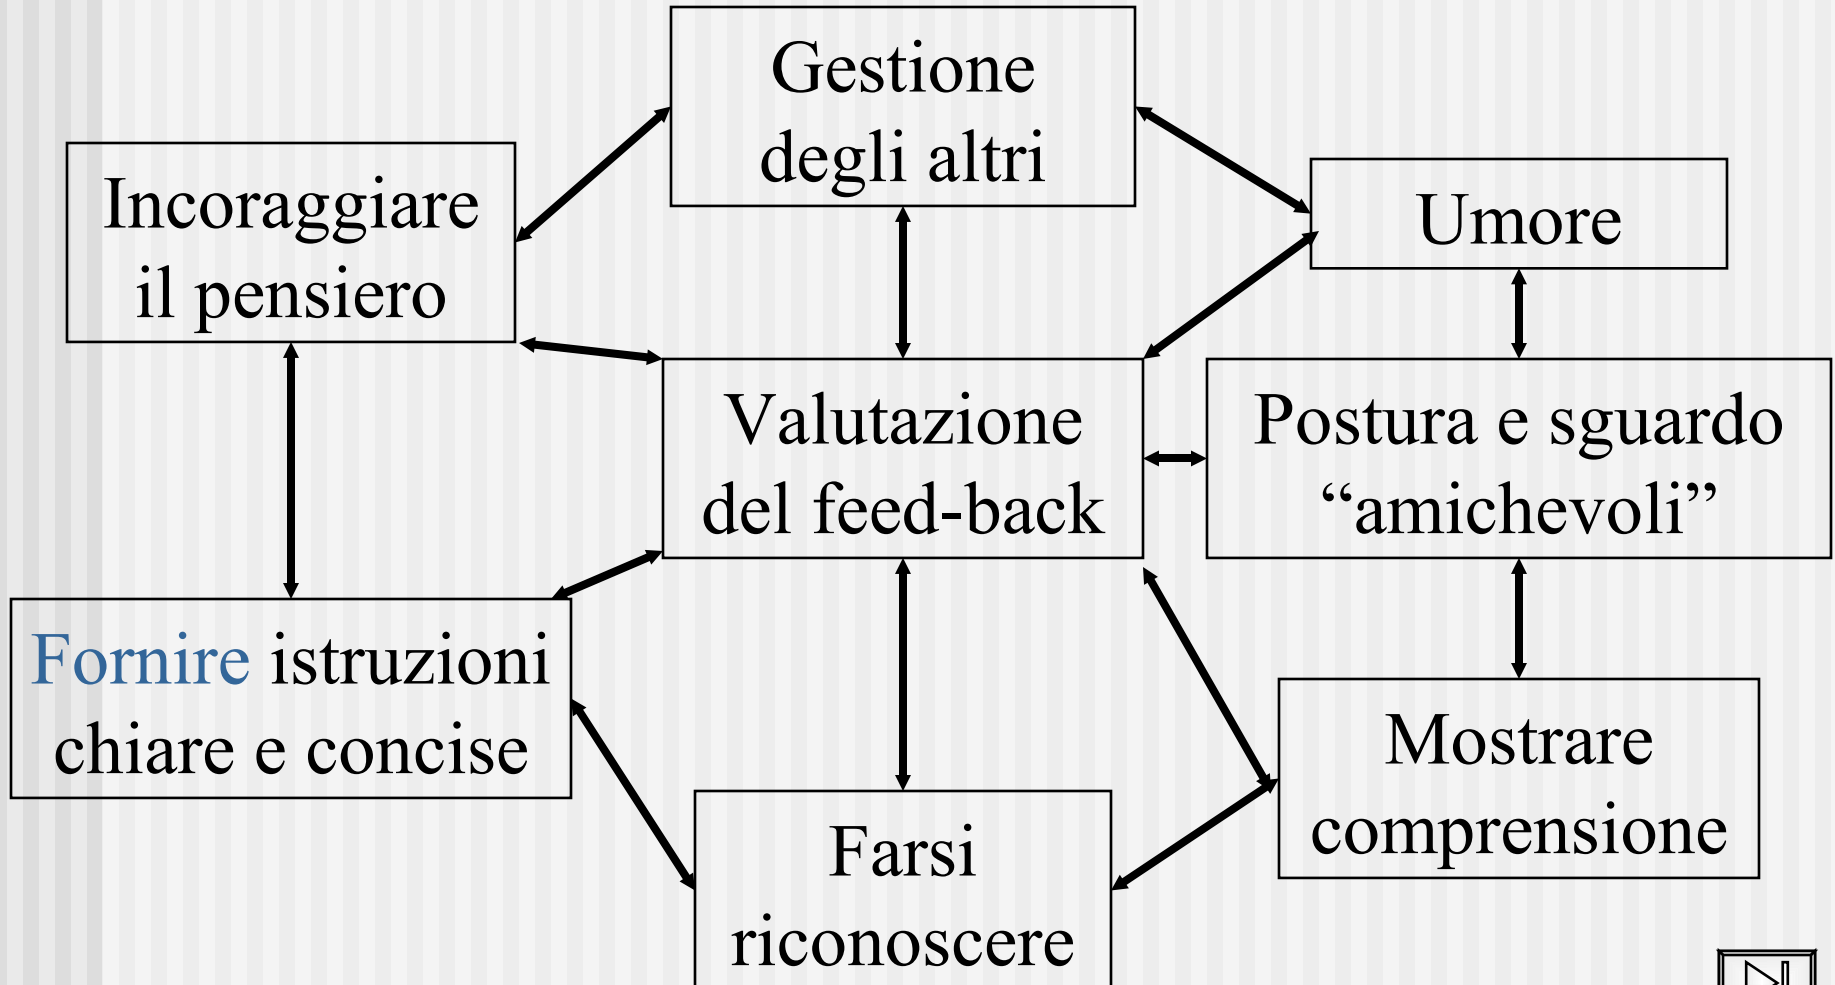 Gestione
degli altri
Incoraggiare
il pensiero
Umore
Valutazione
del feed-back
Postura e sguardo
“amichevoli”
Fornire istruzioni
chiare e concise
Mostrare
comprensione
Farsi
riconoscere